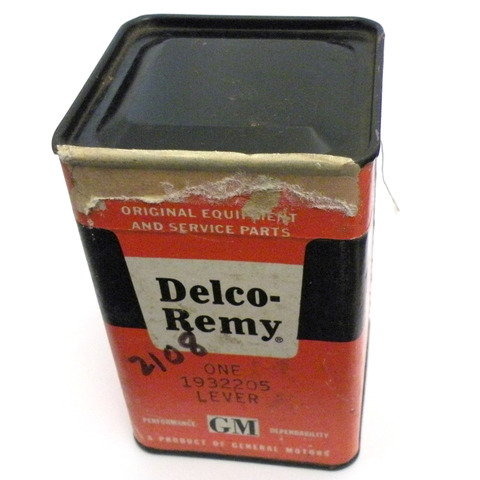 ORIGINAL EQUIPMENT
AND SERVICE PARTS
Delco-
Remy®
2108
ONE
1932205
LEVER
PERFORMANCE GM DEPENDABILITY
A PRODUCT OF GENERAL MOTORS